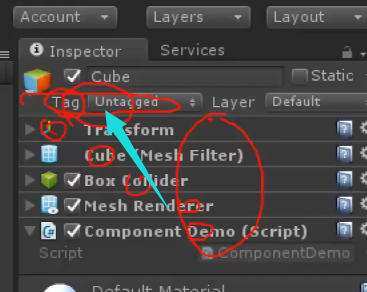 Account Layers Layout
Inspector Services
Cube Static
Tag Untagged Layer Default
Transform
Cube (Mesh Filter)
Box Collider
Mesh Renderer
Component Demo (Script)
Script ComponentDemo
Default Material